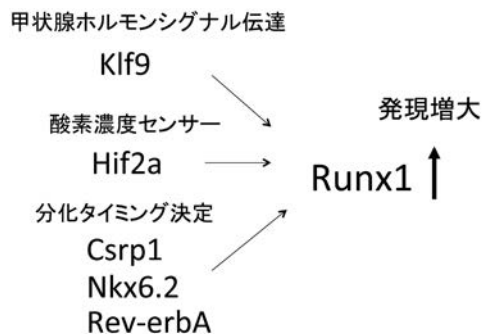 甲状腺ホルモンシグナル伝達
Klf9
酸素濃度センサー
Hif2a
分化タイミング決定
Csrp1
Nkx6.2
Rev-erbA
発現増大
Runx1